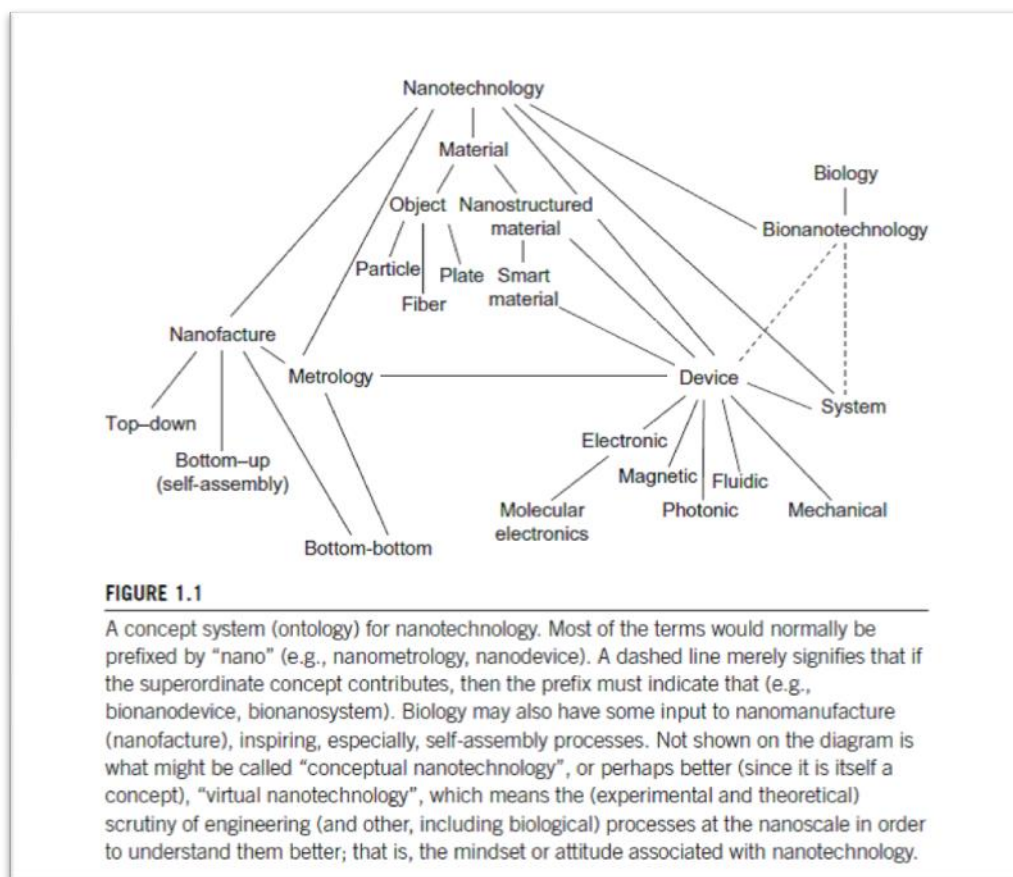 Nanotechnology
Material
Biology
Object Nanostructured
material
Bionanotechnology
Particle
Plate
Smart
material
Fiber
Nanofacture
Metrology
Device
System
Top–down
Bottom–up
(self-assembly)
Electronic
Magnetic
Fluidic
Molecular
electronics
Photonic
Mechanical
Bottom-bottom
FIGURE 1.1
A concept system (ontology) for nanotechnology. Most of the terms would normally be
prefixed by “nano” (e.g., nanometrology, nanodevice). A dashed line merely signifies that if
the superordinate concept contributes, then the prefix must indicate that (e.g.,
bionanodevice, bionanosystem). Biology may also have some input to nanomanufacture
(nanofacture), inspiring, especially, self-assembly processes. Not shown on the diagram is
what might be called “conceptual nanotechnology”, or perhaps better (since it is itself a
concept), “virtual nanotechnology”, which means the (experimental and theoretical)
scrutiny of engineering (and other, including biological) processes at the nanoscale in order
to understand them better; that is, the mindset or attitude associated with nanotechnology.